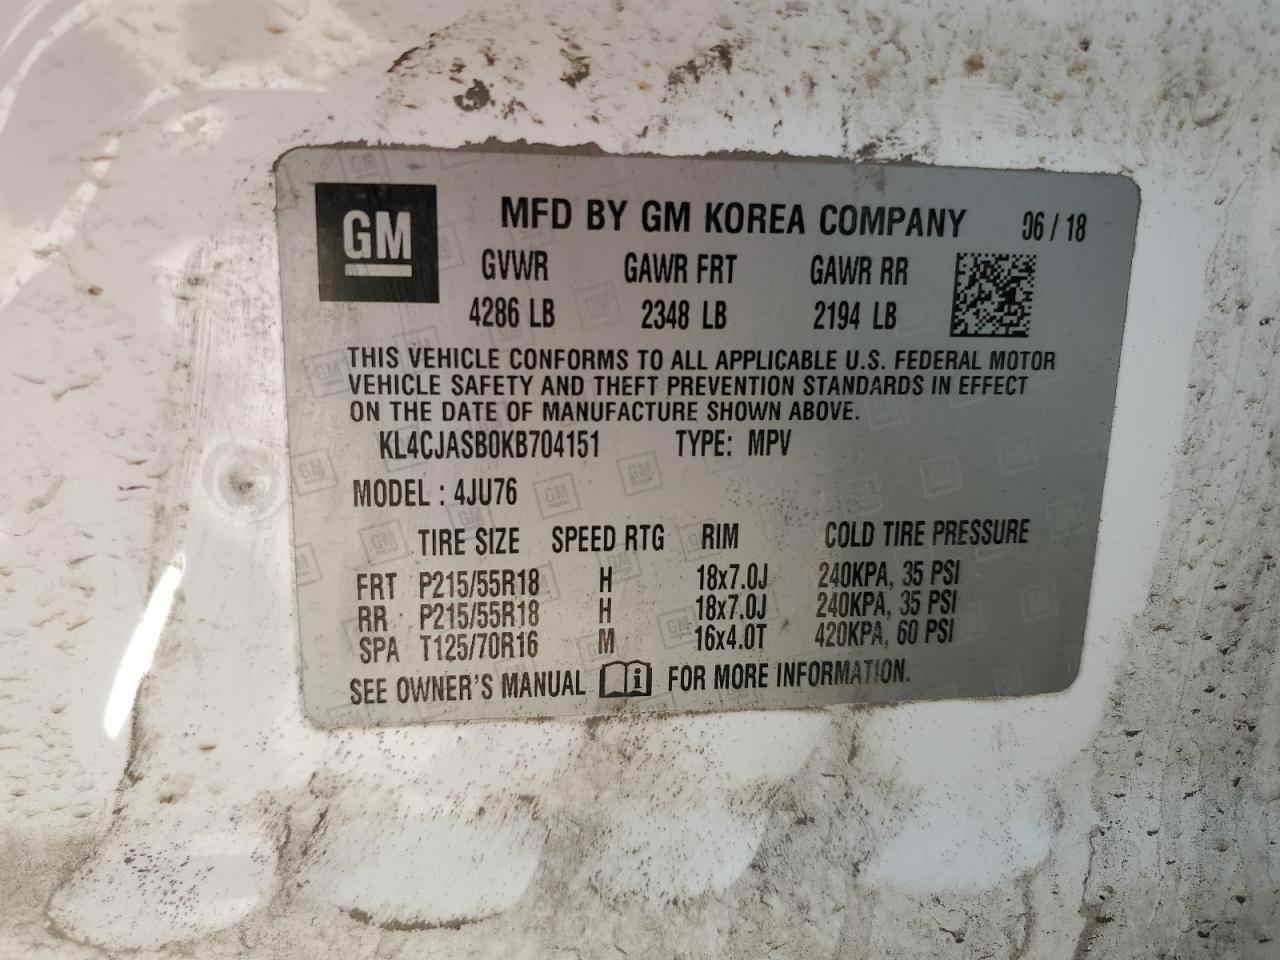 GM
MFD BY GM KOREA COMPANY 06 / 18
GVWR GAWR FRT GAWR RR
4286 LB 2348 LB 2194 LB
THIS VEHICLE CONFORMS TO ALL APPLICABLE U.S. FEDERAL MOTOR
VEHICLE SAFETY AND THEFT PREVENTION STANDARDS IN EFFECT
ON THE DATE OF MANUFACTURE SHOWN ABOVE.
KL4CJASB0KB704151 TYPE: MPV
MODEL : 4JU76
TIRE SIZE SPEED RTG RIM COLD TIRE PRESSURE
FRT P215/55R18 H 18x7.0J 240KPA, 35 PSI
RR P215/55R18 H 18x7.0J 240KPA, 35 PSI
SPA T125/70R16 M 16x4.0T 420KPA, 60 PSI
SEE OWNER'S MANUAL i FOR MORE INFORMATION.